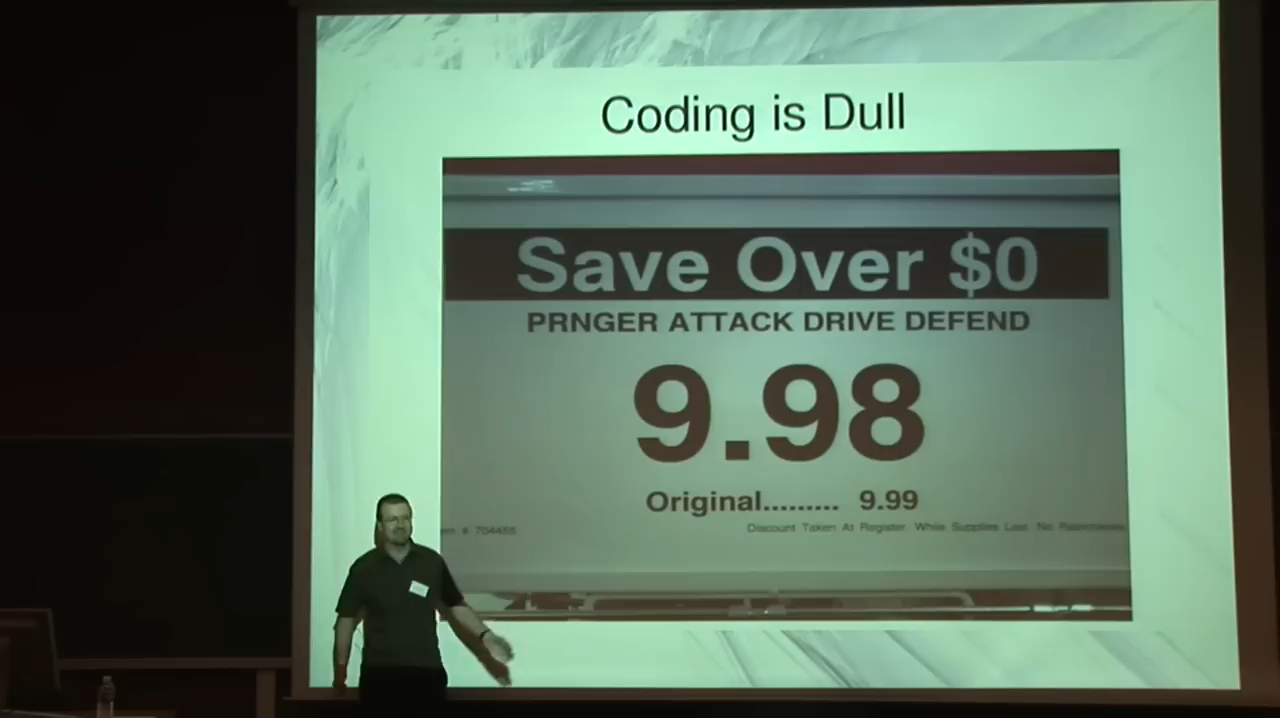 Coding is Dull
Save Over $0
PRNGER ATTACK DRIVE DEFEND
9.98
Original......... 9.99
# 704455
Discount Taken At Register. While Supplies Last. No